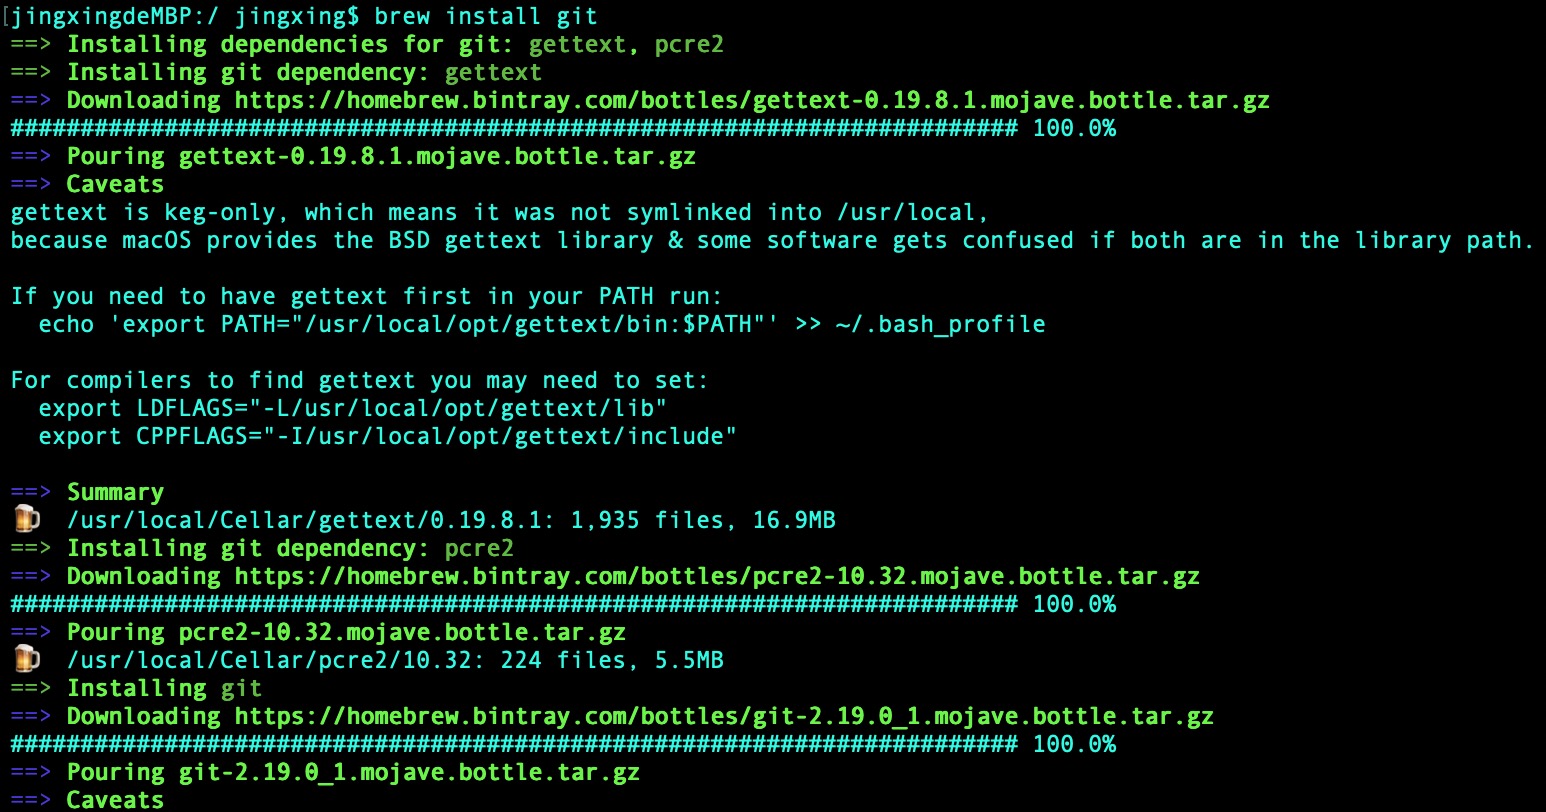 [jingxingdeMBP:/ jingxing$ brew install git
==> Installing dependencies for git: gettext, pcre2
==> Installing git dependency: gettext
==> Downloading https://homebrew.bintray.com/bottles/gettext-0.19.8.1.mojave.bottle.tar.gz
######################################################################## 100.0%
==> Pouring gettext-0.19.8.1.mojave.bottle.tar.gz
==> Caveats
gettext is keg-only, which means it was not symlinked into /usr/local,
because macOS provides the BSD gettext library & some software gets confused if both are in the library path.

If you need to have gettext first in your PATH run:
  echo 'export PATH="/usr/local/opt/gettext/bin:$PATH"' >> ~/.bash_profile

For compilers to find gettext you may need to set:
  export LDFLAGS="-L/usr/local/opt/gettext/lib"
  export CPPFLAGS="-I/usr/local/opt/gettext/include"

==> Summary
🍺  /usr/local/Cellar/gettext/0.19.8.1: 1,935 files, 16.9MB
==> Installing git dependency: pcre2
==> Downloading https://homebrew.bintray.com/bottles/pcre2-10.32.mojave.bottle.tar.gz
######################################################################## 100.0%
==> Pouring pcre2-10.32.mojave.bottle.tar.gz
🍺  /usr/local/Cellar/pcre2/10.32: 224 files, 5.5MB
==> Installing git
==> Downloading https://homebrew.bintray.com/bottles/git-2.19.0_1.mojave.bottle.tar.gz
######################################################################## 100.0%
==> Pouring git-2.19.0_1.mojave.bottle.tar.gz
==> Caveats